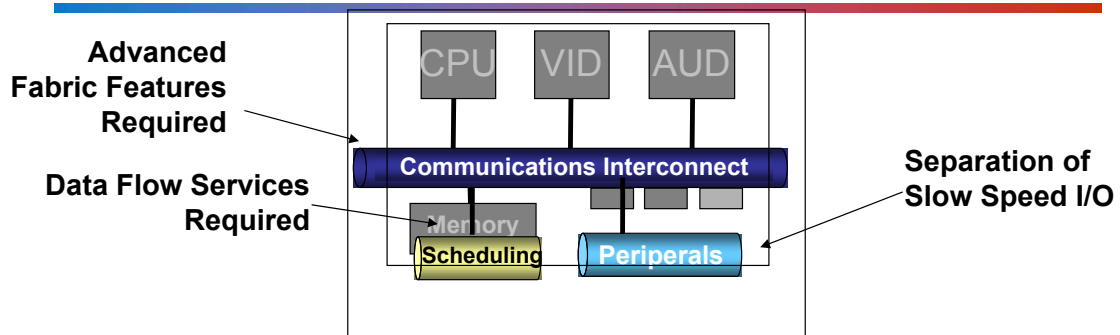 Advanced
Fabric Features
Required
CPU
VID
AUD
Communications Interconnect
Data Flow Services
Required
Memory
Scheduling
Periperals
Separation of
Slow Speed I/O